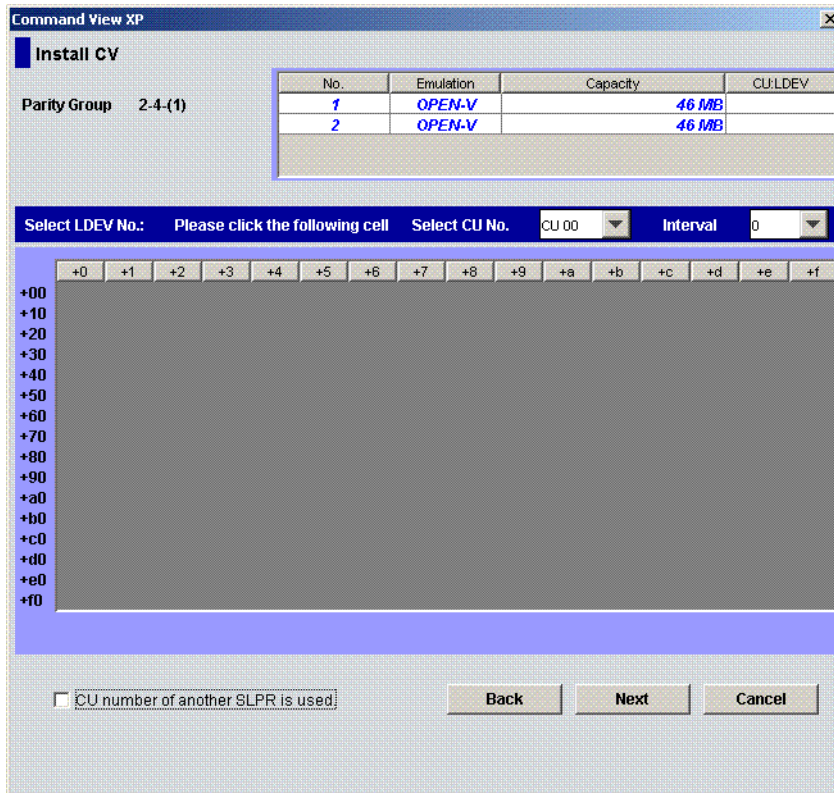 Command View XP
Install CV
Parity Group 2-4-(1)
No. Emulation Capacity CU:LDEV
1 OPEN-V 46 MB
2 OPEN-V 46 MB
Select LDEV No.: Please click the following cell Select CU No. CU 00 Interval 0
+0 +1 +2 +3 +4 +5 +6 +7 +8 +9 +a +b +c +d +e +f
+00
+10
+20
+30
+40
+50
+60
+70
+80
+90
+a0
+b0
+c0
+d0
+e0
+f0
CU number of another SLPR is used. Back Next Cancel